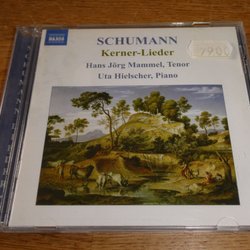 NAXOS
SCHUMANN
Kerner-Lieder
Hans Jörg Mammel, Tenor
Uta Hielscher, Piano